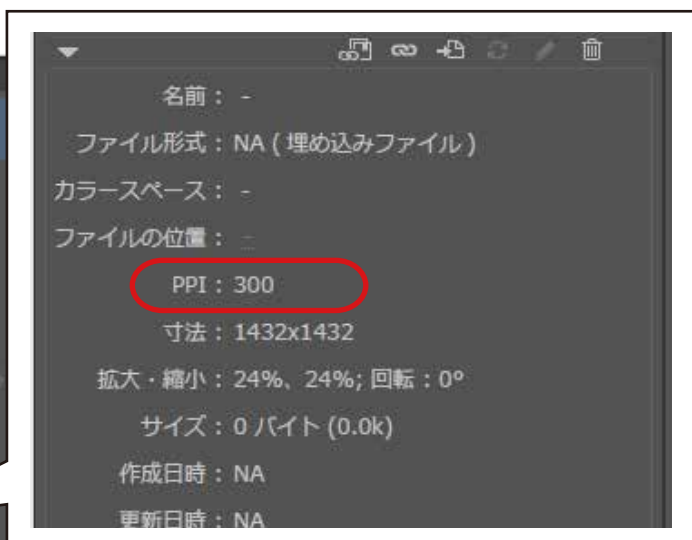 名前： -
ファイル形式：NA ( 埋め込みファイル )
カラースペース： -
ファイルの位置： -
PPI：300
寸法：1432x1432
拡大・縮小：24%、24%; 回転：0°
サイズ：0 バイト (0.0k)
作成日時：NA
更新日時：NA